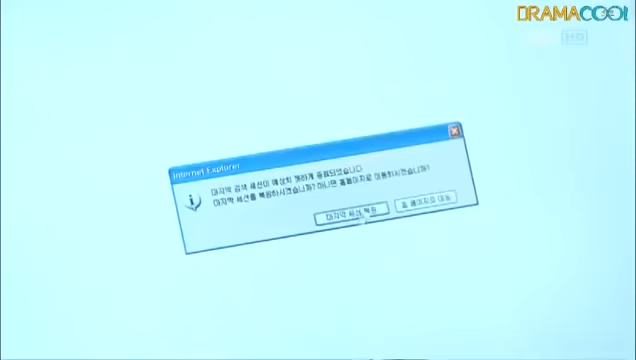 DRAMACOOL
HD
Internet Explorer
마지막 검색 세션이 예상치 못하게 종료되었습니다.
마지막 세션을 복원하시겠습니까? 아니면 홈페이지로 이동하시겠습니까?
마지막 세션 복원
홈 페이지로 이동